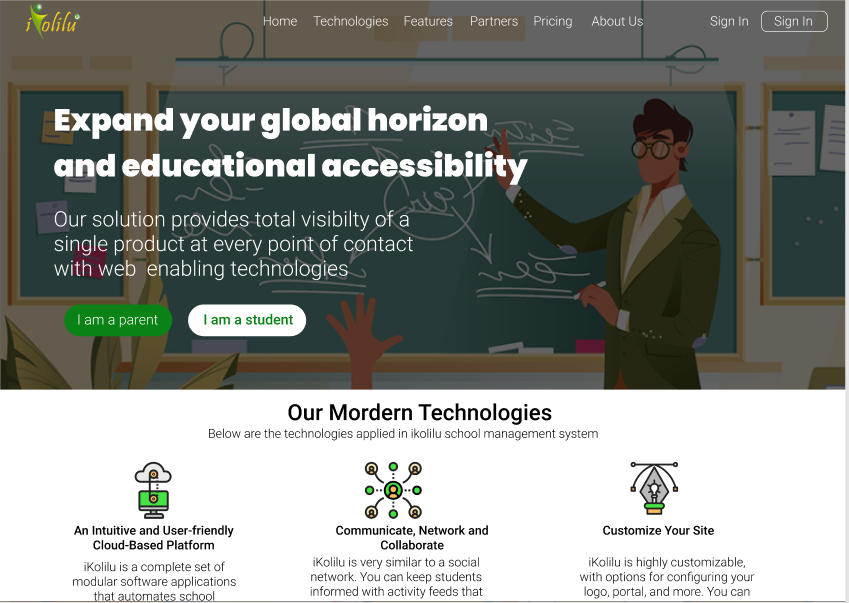 iKolilu
Home Technologies Features Partners Pricing About Us Sign In Sign In
Expand your global horizon
and educational accessibility
Our solution provides total visibilty of a
single product at every point of contact
with web enabling technologies
I am a parent I am a student
Our Mordern Technologies
Below are the technologies applied in ikolilu school management system
An Intuitive and User-friendly
Cloud-Based Platform
iKolilu is a complete set of
modular software applications
that automates school
Communicate, Network and
Collaborate
iKolilu is very similar to a social
network. You can keep students
informed with activity feeds that
Customize Your Site
iKolilu is highly customizable,
with options for configuring your
logo, portal, and more. You can